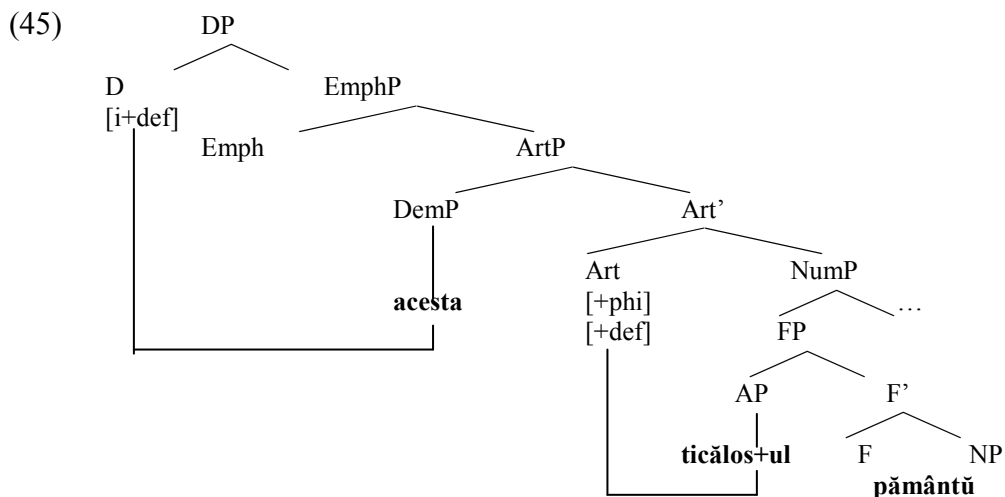 (45)
DP
D
EmphP
[i+def]
Emph
ArtP
DemP
Art’
Art
NumP
[+phi]
acesta
…
[+def]
FP
AP
F’
ticălos+ul
F
NP
pământŭ